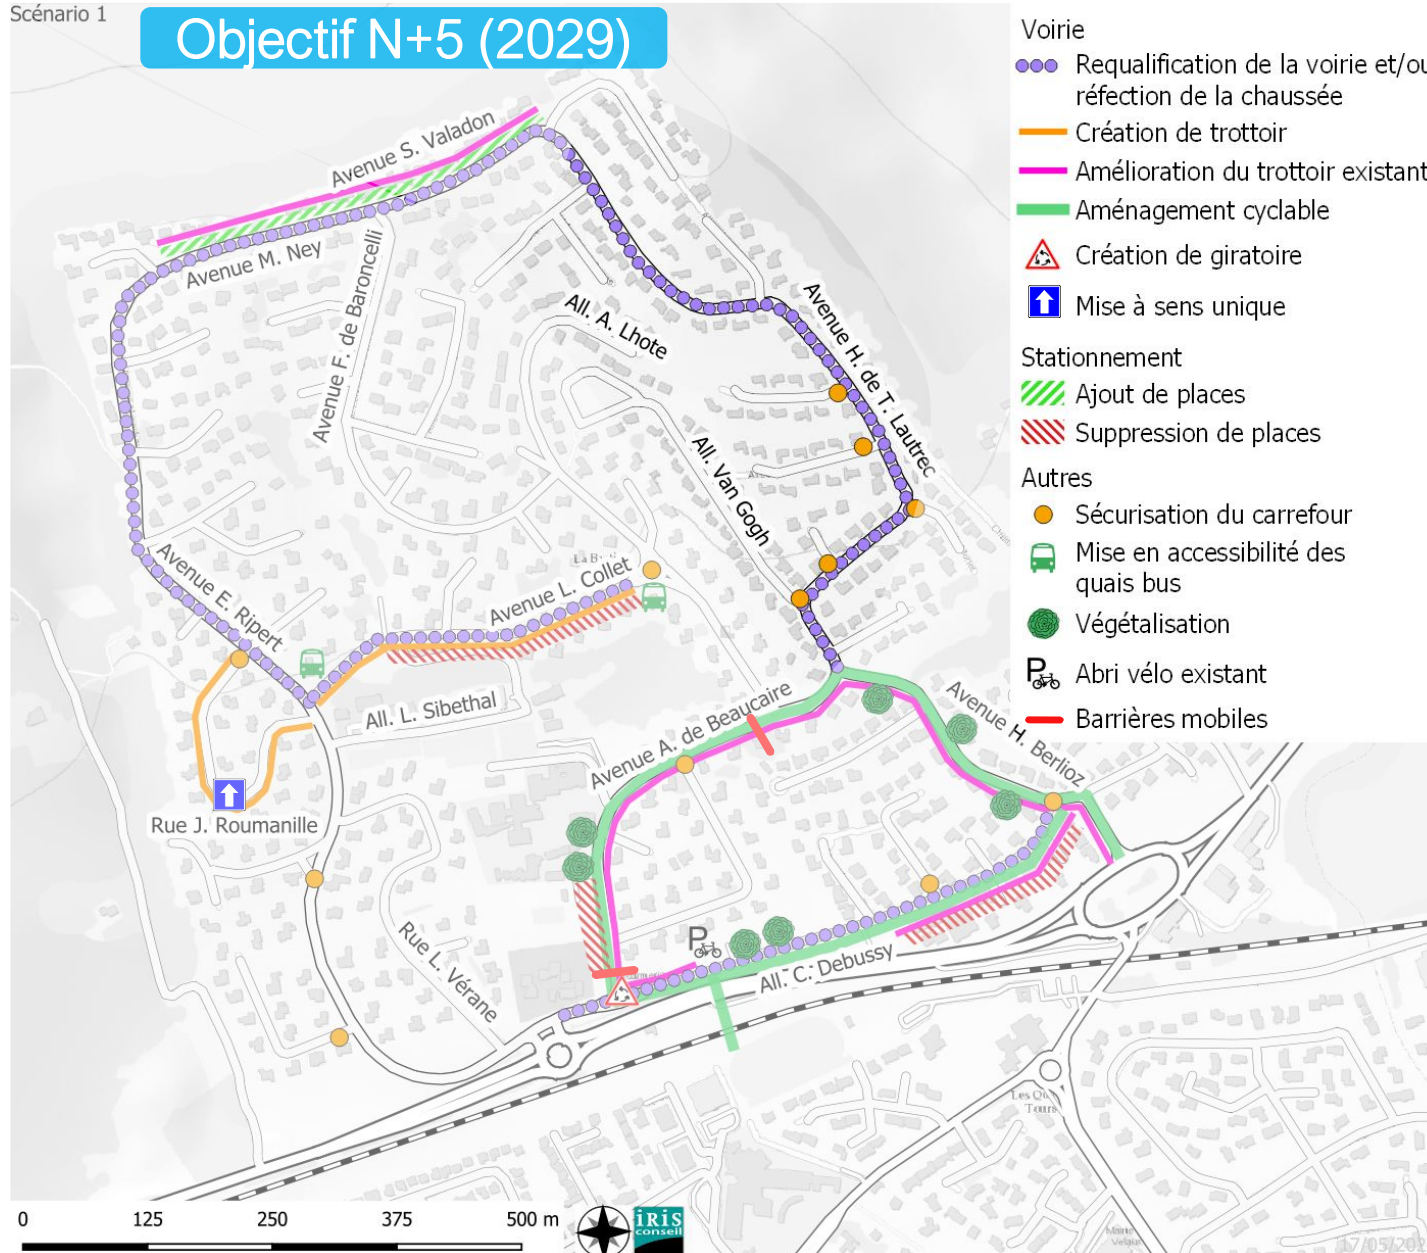 Scénario 1
Objectif N+5 (2029)
Voirie
Requalification de la voirie et/ou
réfection de la chaussée
Création de trottoir
Amélioration du trottoir existant
Aménagement cyclable
Création de giratoire
Mise à sens unique
Stationnement
Ajout de places
Suppression de places
Autres
Sécurisation du carrefour
Mise en accessibilité des
quais bus
Végétalisation
P
Abri vélo existant
Barrières mobiles
Avenue S. Valadon
Avenue M. Ney
Avenue F. de Baroncelli
All. A. Lhote
Avenue H. de T. Lautrec
All. Van Gogh
Avenue E. Ripert
Avenue L. Collet
All. L. Sibethal
Avenue A. de Beaucaire
Avenue H. Berlioz
Rue J. Roumanille
Rue L. Vérane
P
All. C. Debussy
Tours
0 125 250 375 500 m
iRiS
conseil